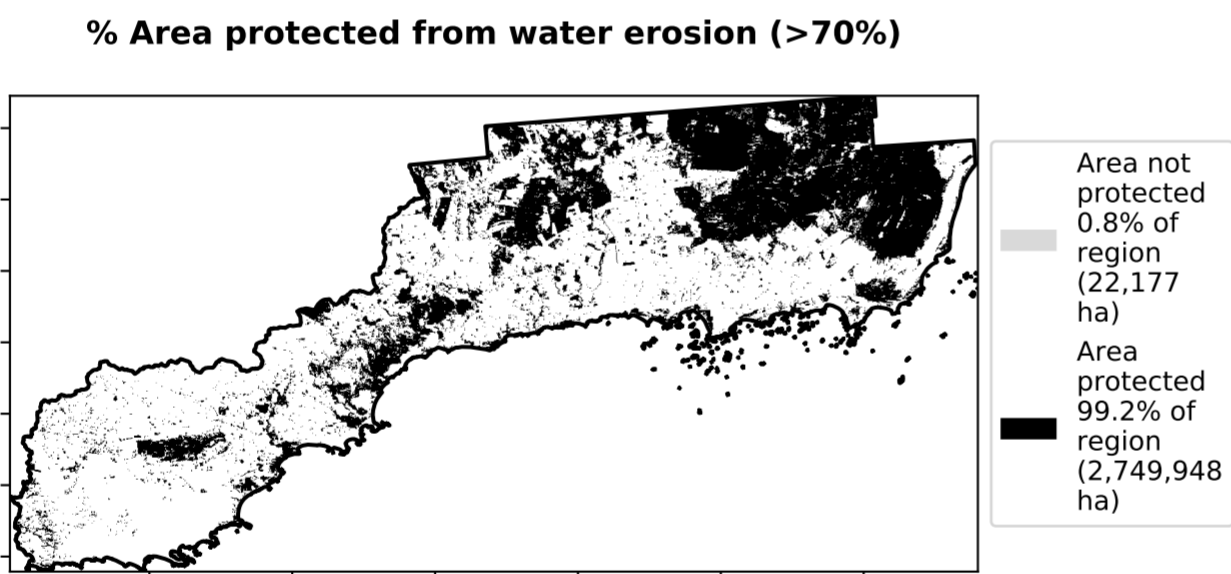 % Area protected from water erosion (>70%)
Area not
protected
0.8% of
region
(22,177
ha)
Area
protected
99.2% of
region
(2,749,948
ha)